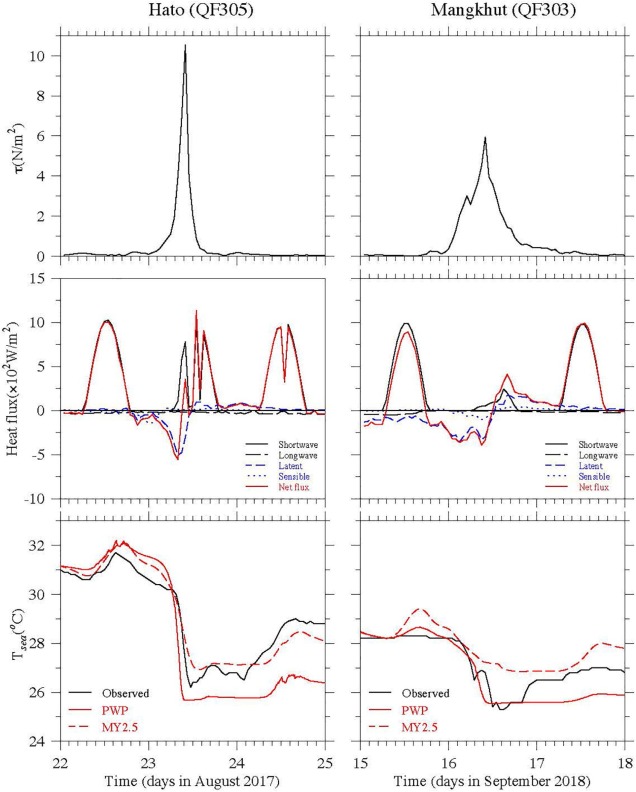 Hato (QF305)
Mangkhut (QF303)
τ(N/m²)
10
8
6
4
2
0
Heat flux(×10²W/m²)
15
10
5
0
-5
-10
Shortwave
Longwave
Latent
Sensible
Net flux
Shortwave
Longwave
Latent
Sensible
Net flux
Tsea(°C)
32
30
28
26
24
Observed
PWP
MY2.5
Observed
PWP
MY2.5
22 23 24 25
15 16 17 18
Time (days in August 2017)
Time (days in September 2018)